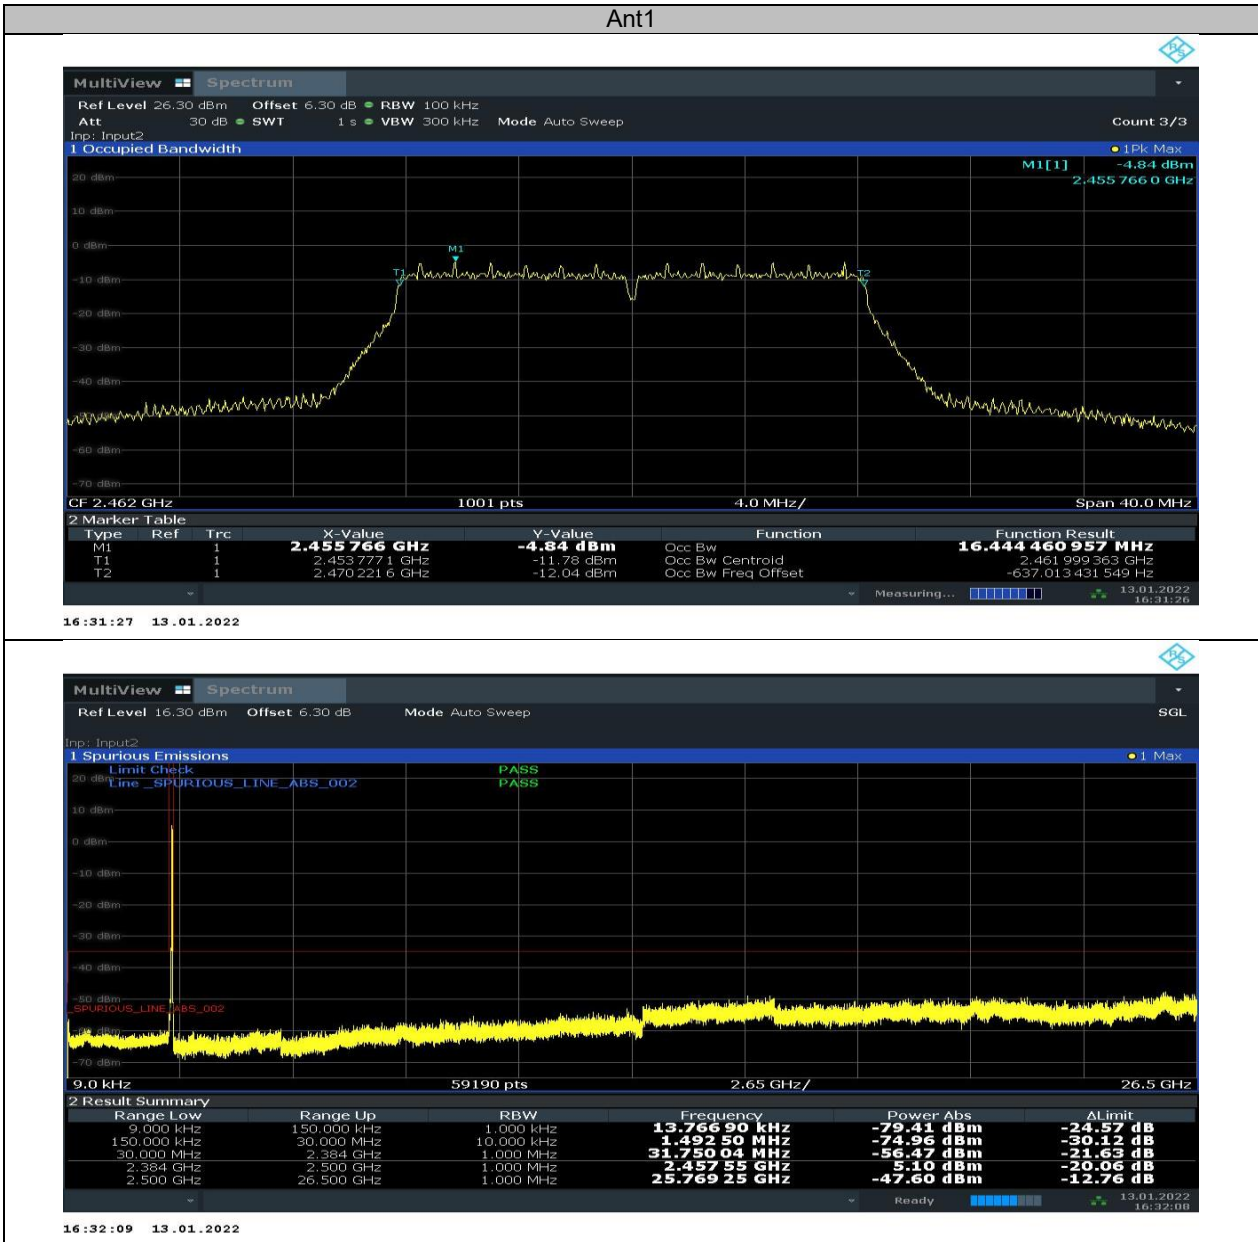 Ant1
R/S
MultiView Spectrum
Ref Level 26.30 dBm Offset 6.30 dB RBW 100 kHz
Att 30 dB SWT 1 s VBW 300 kHz Mode Auto Sweep Count 3/3
Inp: Input2
1 Occupied Bandwidth 1Pk Max
M1[1] -4.84 dBm
20 dBm
2.455 766 0 GHz
10 dBm
0 dBm
M1
T1 T2
-10 dBm
-20 dBm
-30 dBm
-40 dBm
-60 dBm
-70 dBm
CF 2.462 GHz 1001 pts 4.0 MHz/ Span 40.0 MHz
2 Marker Table
Type Ref Trc X-Value Y-Value Function Function Result
M1 1 2.455 766 GHz -4.84 dBm Occ Bw 16.444 460 957 MHz
T1 1 2.453 777 1 GHz -11.78 dBm Occ Bw Centroid 2.461 999 363 GHz
T2 1 2.470 221 6 GHz -12.04 dBm Occ Bw Freq Offset -637.013 431 549 Hz
Measuring... 13.01.2022
16:31:26
16:31:27 13.01.2022
R/S
MultiView Spectrum
Ref Level 16.30 dBm Offset 6.30 dB Mode Auto Sweep SGL
Inp: Input2
1 Spurious Emissions 1 Max
Limit Check PASS
20 dBm
Line _SPURIOUS_LINE_ABS_002 PASS
10 dBm
0 dBm
-10 dBm
-20 dBm
-30 dBm
-40 dBm
-50 dBm
_SPURIOUS_LINE_ABS_002
-70 dBm
9.0 kHz 59190 pts 2.65 GHz/ 26.5 GHz
2 Result Summary
Range Low Range Up RBW Frequency Power Abs ΔLimit
9.000 kHz 150.000 kHz 1.000 kHz 13.766 90 kHz -79.41 dBm -24.57 dB
150.000 kHz 30.000 MHz 10.000 kHz 1.492 50 MHz -74.96 dBm -30.12 dB
30.000 MHz 2.384 GHz 1.000 MHz 31.750 04 MHz -56.47 dBm -21.63 dB
2.384 GHz 2.500 GHz 1.000 MHz 2.457 55 GHz 5.10 dBm -20.06 dB
2.500 GHz 26.500 GHz 1.000 MHz 25.769 25 GHz -47.60 dBm -12.76 dB
Ready 13.01.2022
16:32:08
16:32:09 13.01.2022